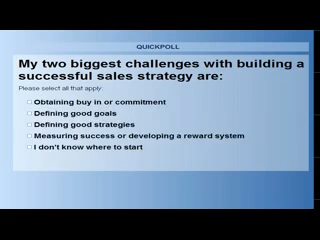 QUICKPOLL
My two biggest challenges with building a
successful sales strategy are:
Please select all that apply:
Obtaining buy in or commitment
Defining good goals
Defining good strategies
Measuring success or developing a reward system
I don't know where to start